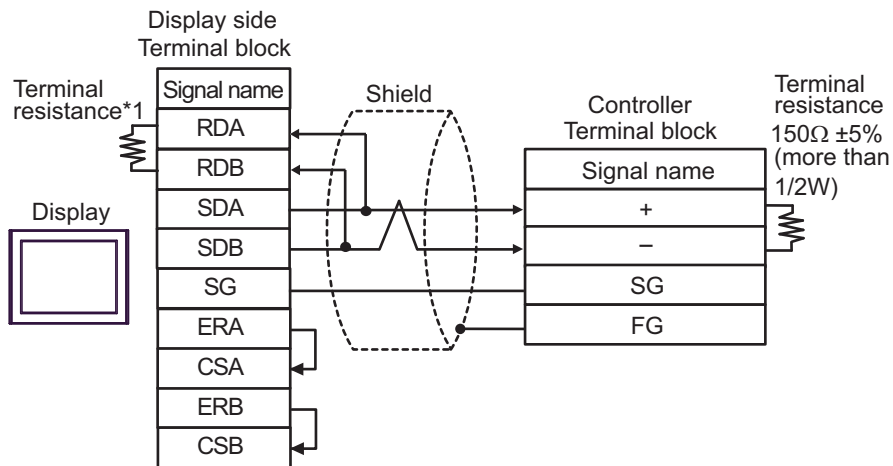 Display side
Terminal block
Terminal
resistance*1
Signal name
RDA
RDB
SDA
SDB
SG
ERA
CSA
ERB
CSB
Display
Shield
Controller
Terminal block
Signal name
+
−
SG
FG
Terminal
resistance
150Ω ±5%
(more than
1/2W)